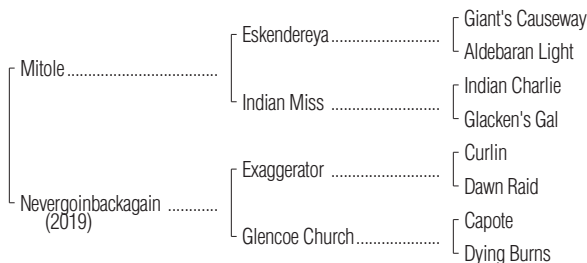 Giant's Causeway
Eskendereya
Aldebaran Light
Mitole
Indian Charlie
Indian Miss
Glacken's Gal
Curlin
Exaggerator
Dawn Raid
Nevergoinbackagain
(2019)
Capote
Glencoe Church
Dying Burns